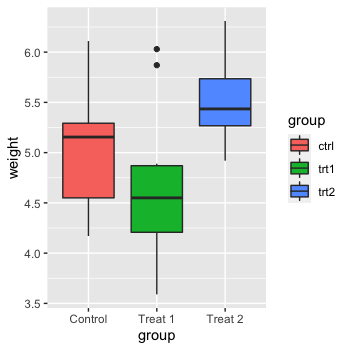 weight
6.0
5.5
5.0
4.5
4.0
3.5
Control
Treat 1
Treat 2
group
group
ctrl
trt1
trt2